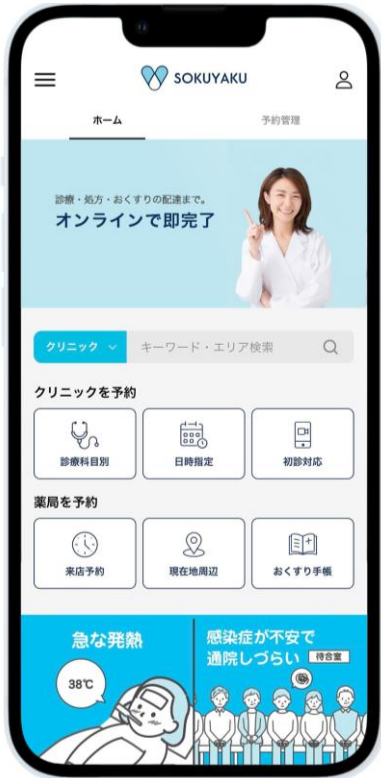 SOKUYAKU
ホーム
予約管理
診療・処方・おくすりの配達まで。
オンラインで即完了
クリニック
キーワード・エリア検索
クリニックを予約
診療科目別
日時指定
初診対応
薬局を予約
来店予約
現在地周辺
おくすり手帳
急な発熱
38℃
感染症が不安で
通院しづらい
待合室